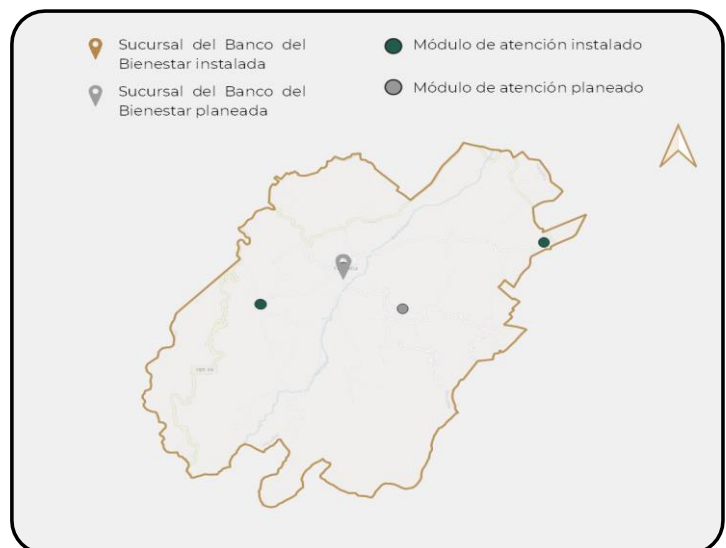 Sucursal del Banco del
Bienestar instalada
Sucursal del Banco del
Bienestar planeada
Módulo de atención instalado
Módulo de atención planeado